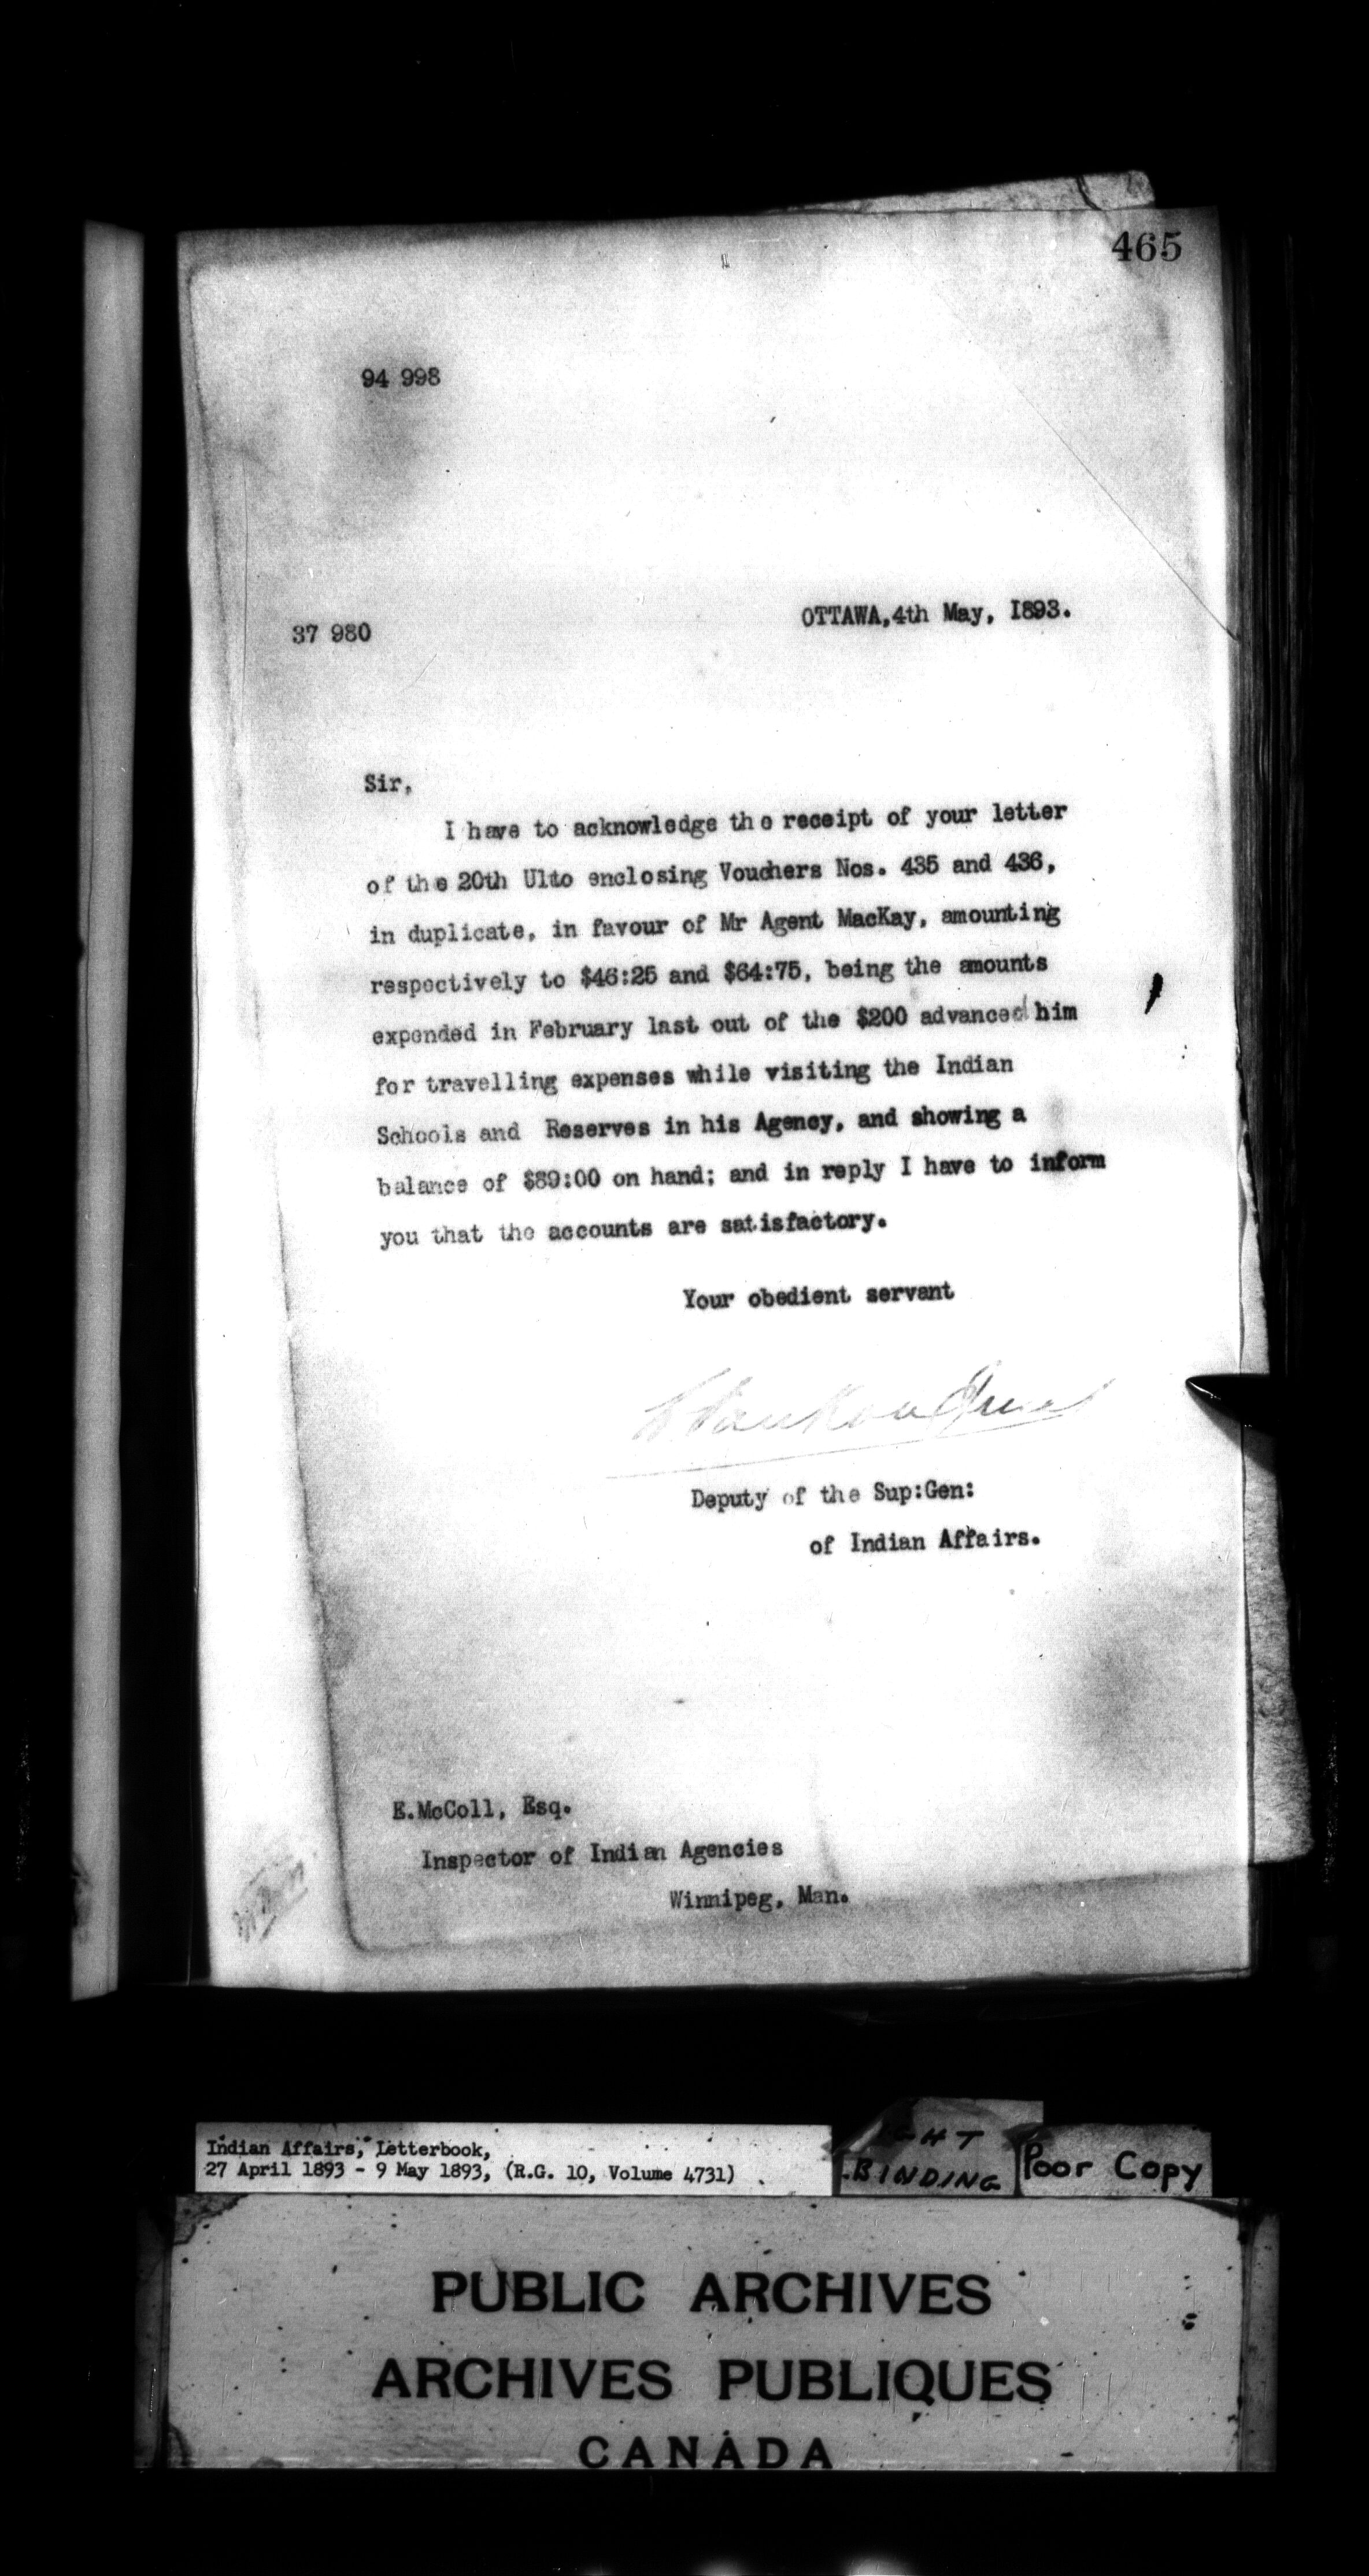 465
94 998
OTTAWA,4th May, I893.
37 980
Sir,
I have to acknowledge the receipt of your letter
of the 20th Ulto enclosing Vouchers Nos. 435 and 436,
in duplicate, in favour of Mr Agent MacKay, amounting
respectively to $46:25 and $64:75, being the amounts
expended in February last out of the $200 advanced him
for travelling expenses while visiting the Indian
Schools and Reserves in his Agency, and showing a
balance of $89:00 on hand; and in reply I have to inform
you that the accounts are satisfactory.
Your obedient servant
Deputy of the Sup:Gen:
of Indian Affairs.
E.McColl, Esq.
Inspector of Indian Agencies
Winnipeg, Man.
Indian Affairs, Letterbook,
27 April 1893 - 9 May 1893, (R.G. 10, Volume 4731)
BINDING
Poor Copy
PUBLIC ARCHIVES
ARCHIVES PUBLIQUES
CANADA